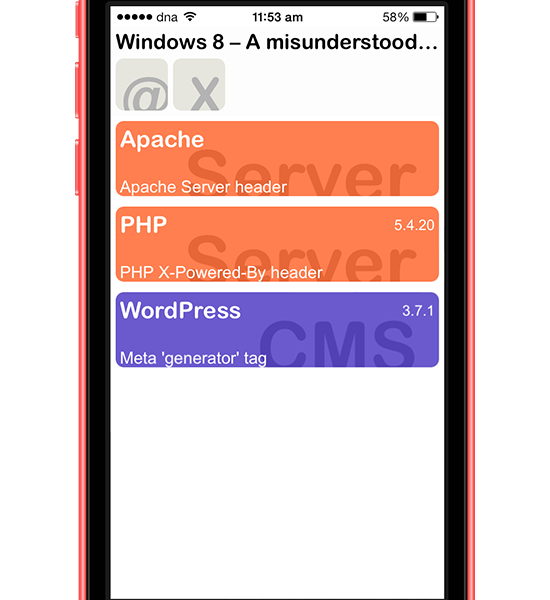 dna 11:53 am 58%
Windows 8 – A misunderstood...
@ X
Apache
Server
Apache Server header
PHP 5.4.20
Server
PHP X-Powered-By header
WordPress 3.7.1
CMS
Meta 'generator' tag